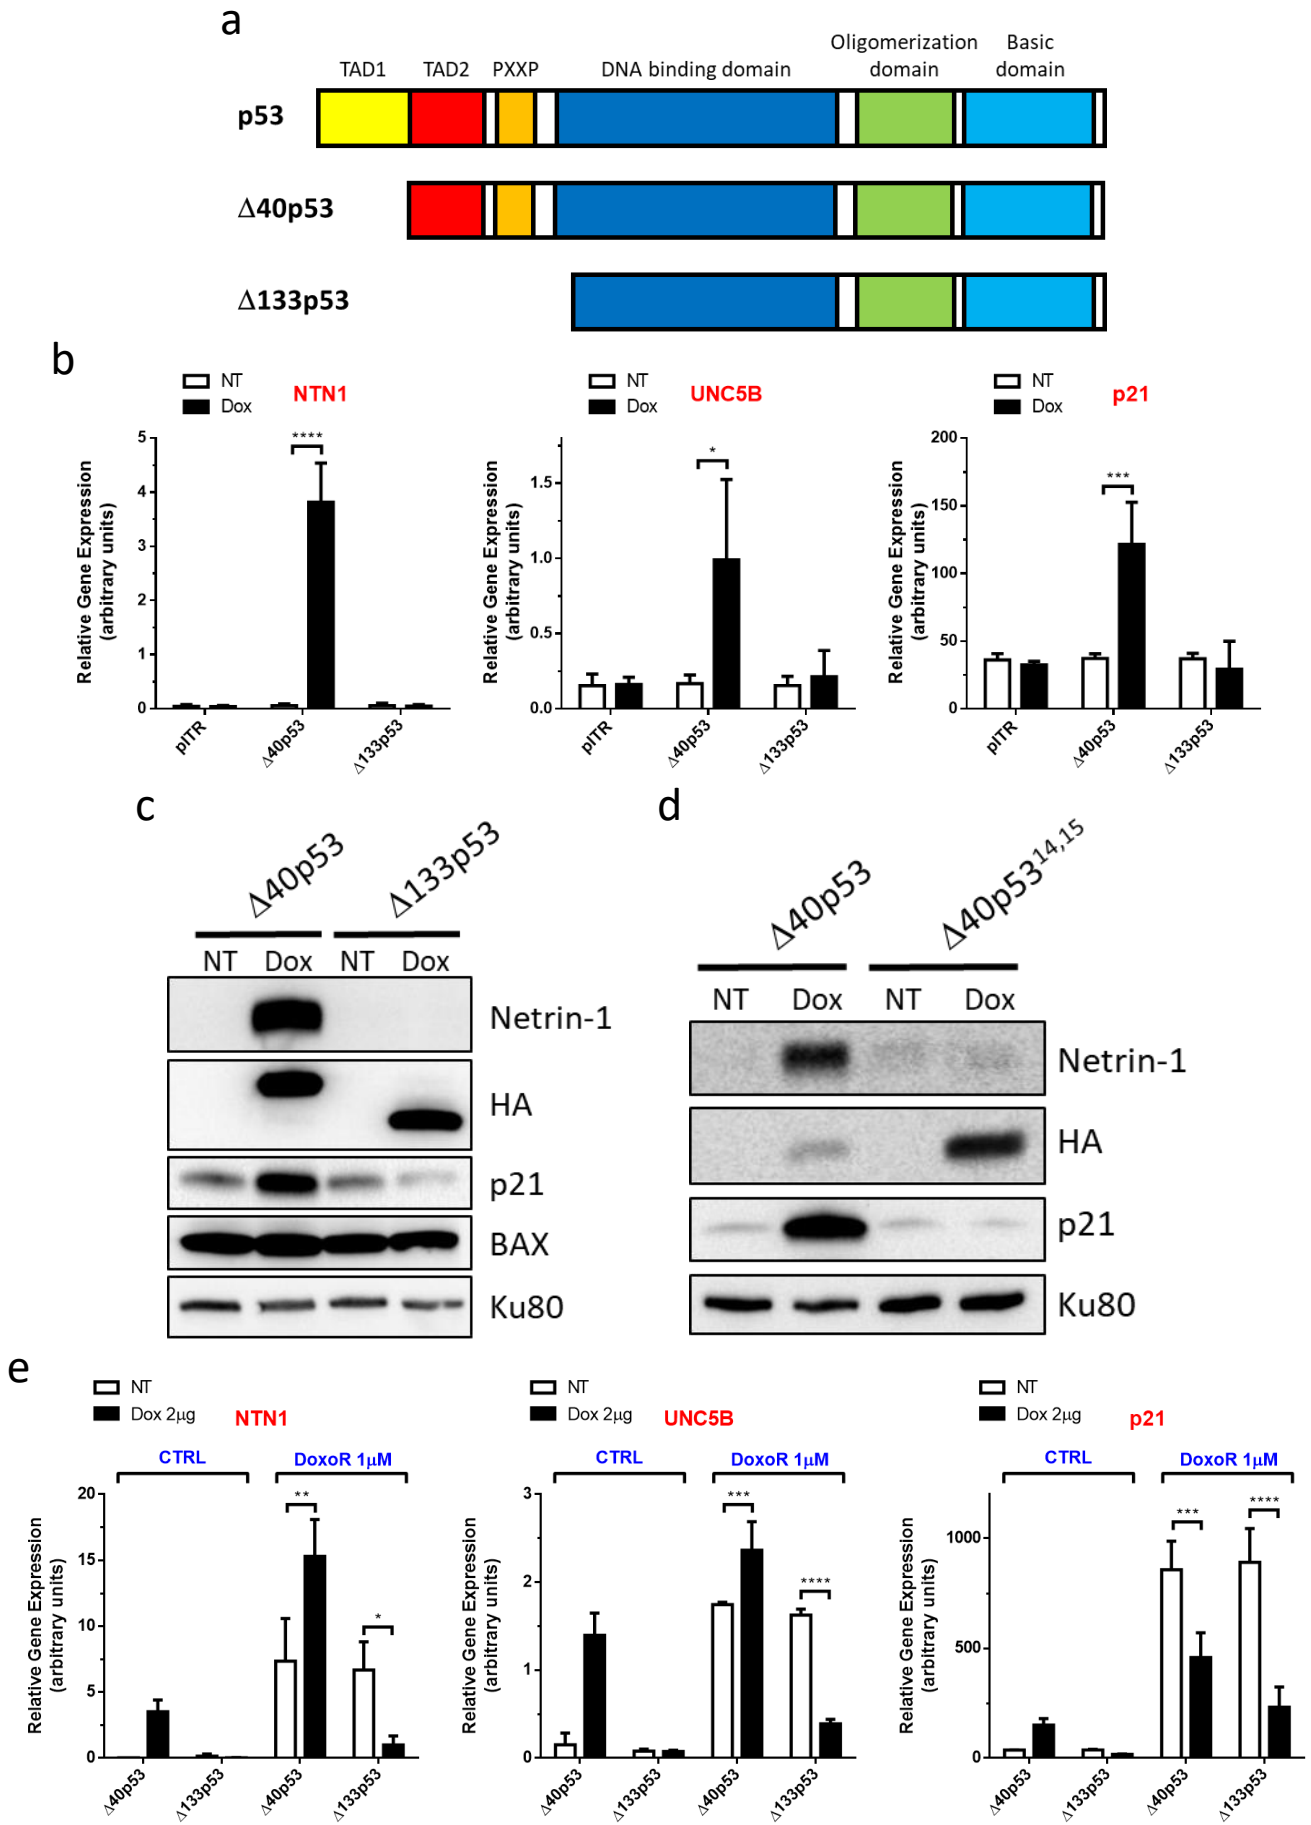 a
Oligomerization Basic
TAD1 TAD2 PXXP DNA binding domain domain domain
p53
Δ40p53
Δ133p53
b
NT
Dox
NTN1
Relative Gene Expression
(arbitrary units)
5
4
3
2
1
0
****
pITR
Δ40p53
Δ133p53
NT
Dox
UNC5B
Relative Gene Expression
(arbitrary units)
1.5
1.0
0.5
0.0
*
pITR
Δ40p53
Δ133p53
NT
Dox
p21
Relative Gene Expression
(arbitrary units)
200
150
100
50
0
***
pITR
Δ40p53
Δ133p53
c
Δ40p53 Δ133p53
NT Dox NT Dox
Netrin-1
HA
p21
BAX
Ku80
d
Δ40p53 Δ40p53¹⁴,¹⁵
NT Dox NT Dox
Netrin-1
HA
p21
Ku80
e
NT
Dox 2µg
NTN1
CTRL DoxoR 1µM
Relative Gene Expression
(arbitrary units)
20
15
10
5
0
**
*
Δ40p53
Δ133p53
Δ40p53
Δ133p53
NT
Dox 2µg
UNC5B
CTRL DoxoR 1µM
Relative Gene Expression
(arbitrary units)
3
2
1
0
***
****
Δ40p53
Δ133p53
Δ40p53
Δ133p53
NT
Dox 2µg
p21
CTRL DoxoR 1µM
Relative Gene Expression
(arbitrary units)
1000
500
0
***
****
Δ40p53
Δ133p53
Δ40p53
Δ133p53